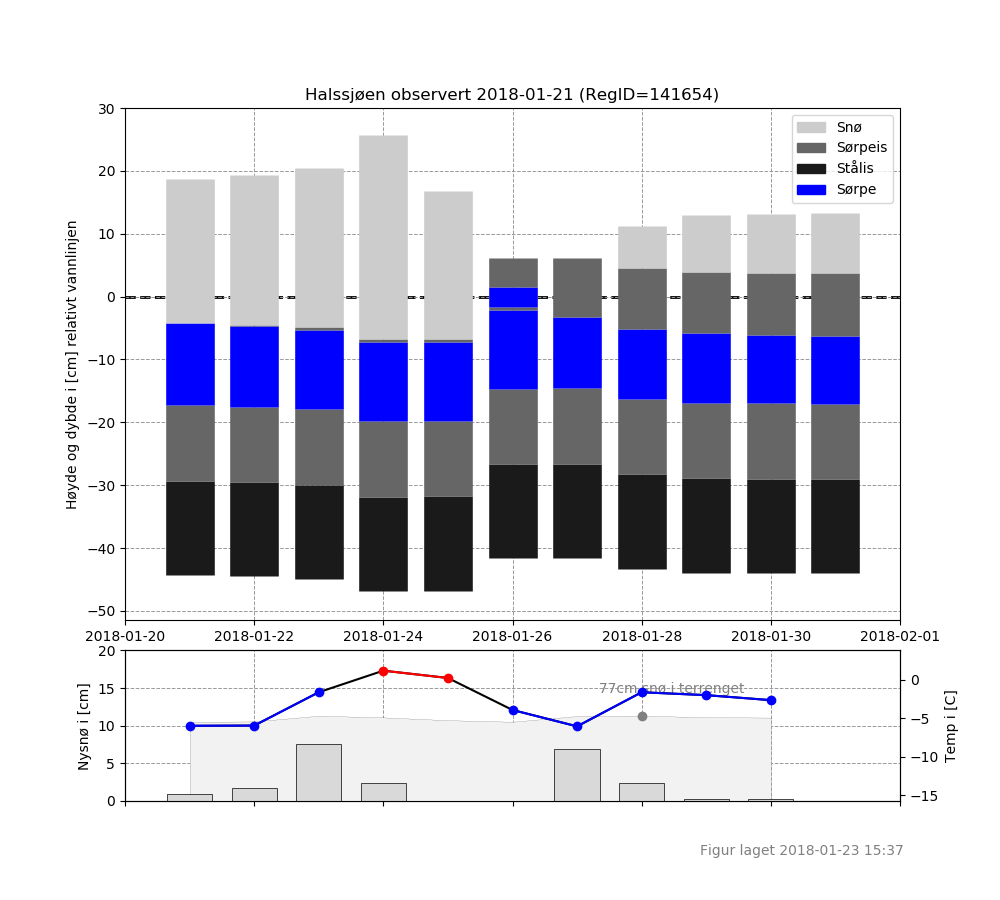 Halssjøen observert 2018-01-21 (RegID=141654)
Høyde og dybde i [cm] relativt vannlinjen
30
20
10
0
−10
−20
−30
−40
−50
Snø
Sørpeis
Stålis
Sørpe
2018-01-20 2018-01-22 2018-01-24 2018-01-26 2018-01-28 2018-01-30 2018-02-01
Nysnø i [cm]
20
15
10
5
0
77cm snø i terrenget
0
−5
−10
−15
Temp i [C]
Figur laget 2018-01-23 15:37